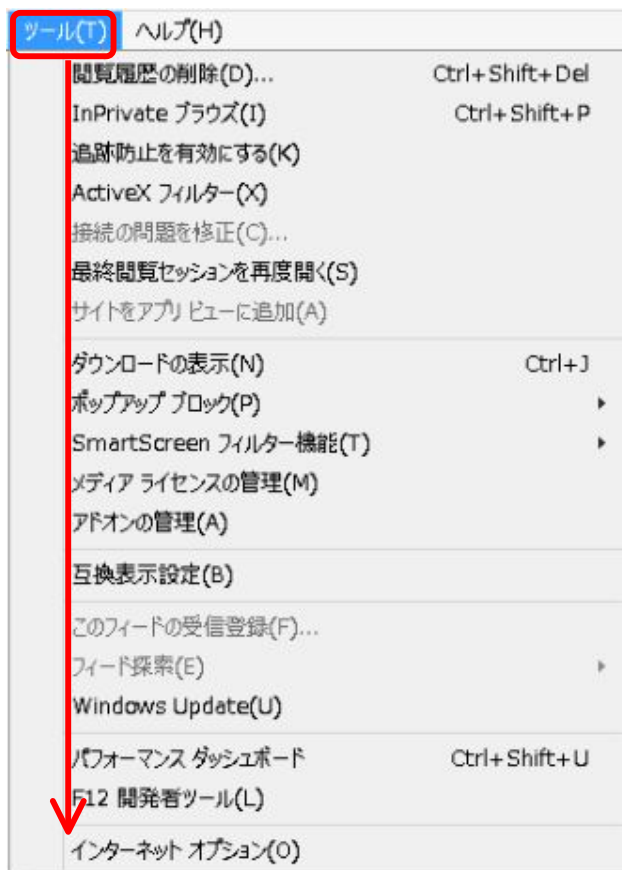 ツール(T) ヘルプ(H)
閲覧履歴の削除(D)... Ctrl+Shift+Del
InPrivate ブラウズ(I) Ctrl+Shift+P
追跡防止を有効にする(K)
ActiveX フィルター(X)
接続の問題を修正(C)...
最終閲覧セッションを再度開く(S)
サイトをアプリ ビューに追加(A)
ダウンロードの表示(N) Ctrl+J
ポップアップ ブロック(P)
SmartScreen フィルター機能(T)
メディア ライセンスの管理(M)
アドオンの管理(A)
互換表示設定(B)
このフィードの受信登録(F)...
フィード探索(E)
Windows Update(U)
パフォーマンス ダッシュボード Ctrl+Shift+U
F12 開発者ツール(L)
インターネット オプション(O)